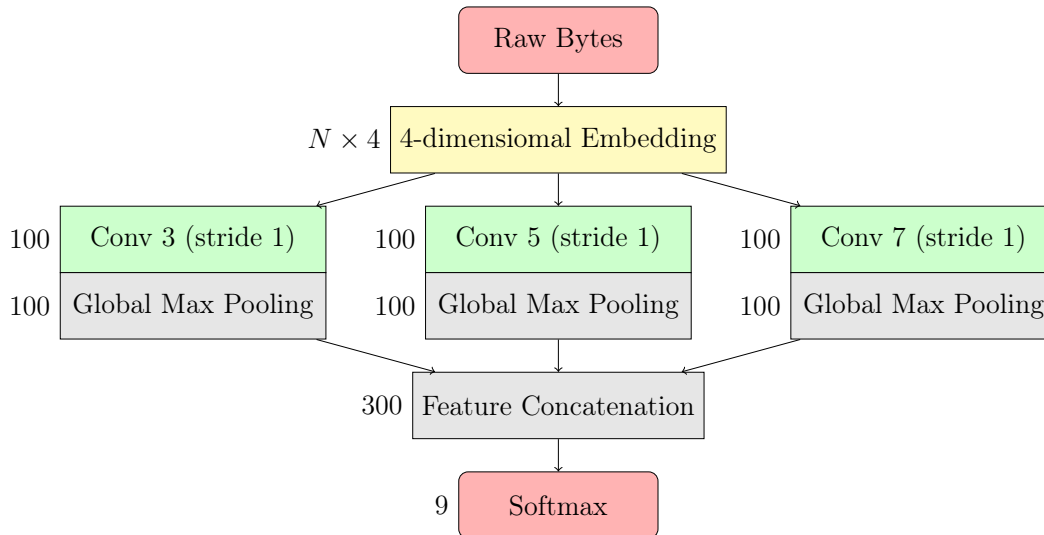 Raw Bytes
N × 4 4-dimensiomal Embedding
100 Conv 3 (stride 1) 100 Conv 5 (stride 1) 100 Conv 7 (stride 1)
100 Global Max Pooling 100 Global Max Pooling 100 Global Max Pooling
300 Feature Concatenation
9 Softmax